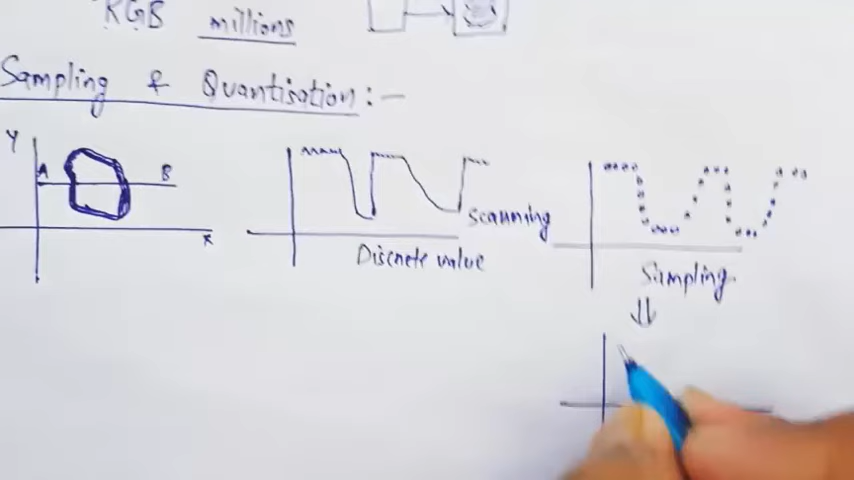 RGB millions
Sampling & Quantisation :-
Y
A B
X
scanning
Discrete value
Sampling